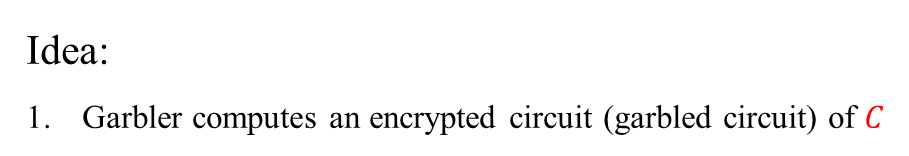 Idea:
1. Garbler computes an encrypted circuit (garbled circuit) of C